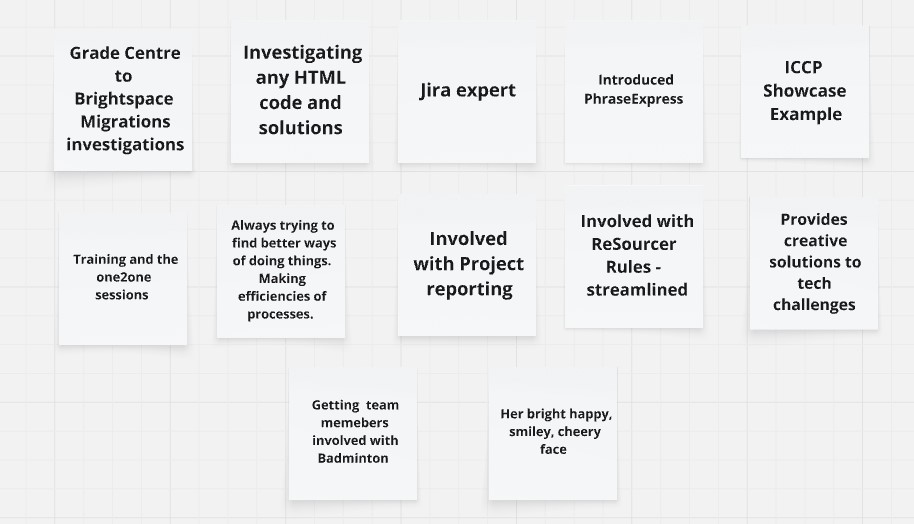 Grade Centre
to
Brightspace
Migrations
investigations
Investigating
any HTML
code and
solutions
Jira expert
Introduced
PhraseExpress
ICCP
Showcase
Example
Training and the
one2one
sessions
Always trying to
find better ways
of doing things.
Making
efficiencies of
processes.
Involved
with Project
reporting
Involved with
ReSourcer
Rules -
streamlined
Provides
creative
solutions to
tech
challenges
Getting team
memebers
involved with
Badminton
Her bright happy,
smiley, cheery
face